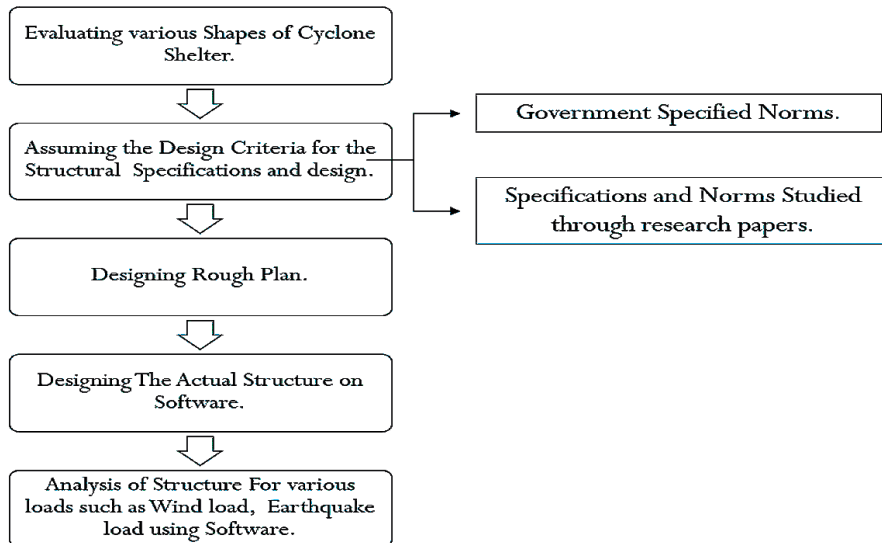 Evaluating various Shapes of Cyclone
Shelter.
Assuming the Design Criteria for the
Structural Specifications and design.
Government Specified Norms.
Specifications and Norms Studied
through research papers.
Designing Rough Plan.
Designing The Actual Structure on
Software.
Analysis of Structure For various
loads such as Wind load, Earthquake
load using Software.